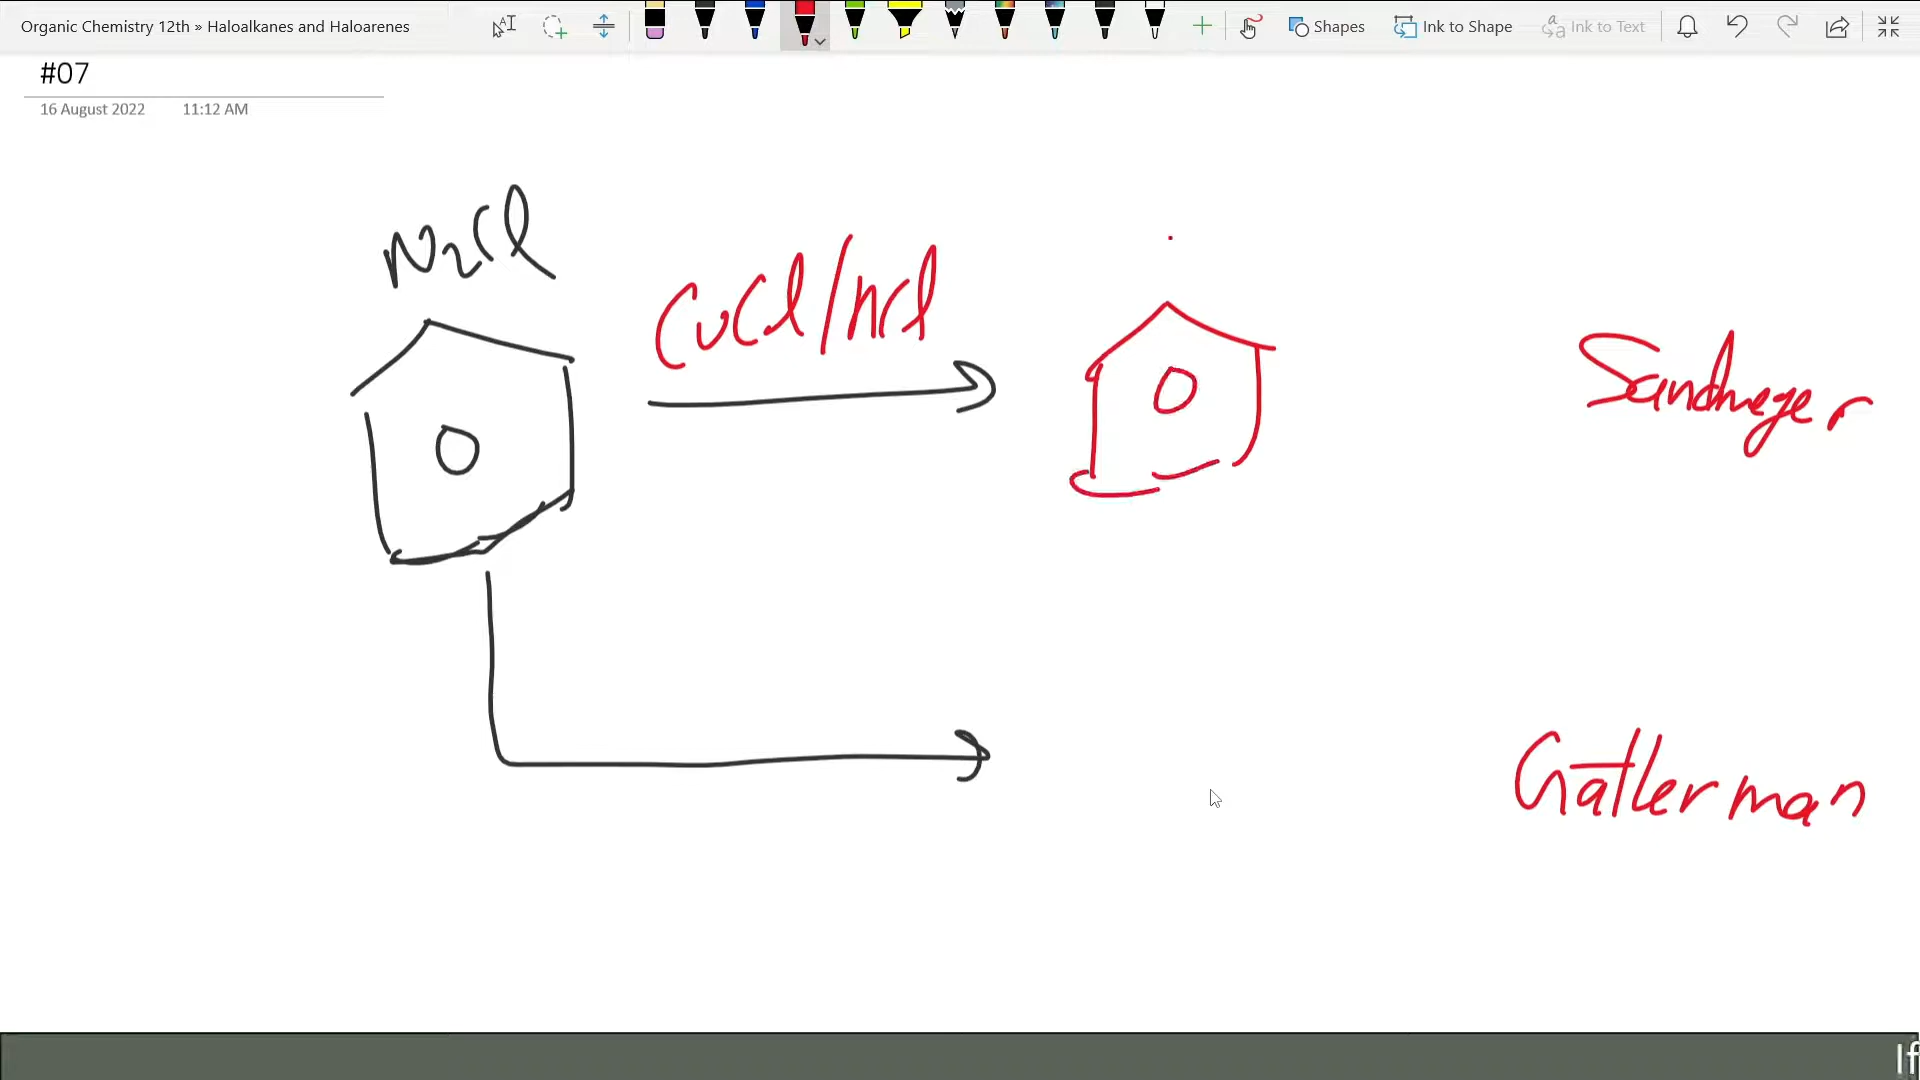 Organic Chemistry 12th » Haloalkanes and Haloarenes
Shapes
Ink to Shape
Ink to Text
#07
16 August 2022 11:12 AM
N2Cl
CuCl/HCl
Sandmeyer
Gatterman
If